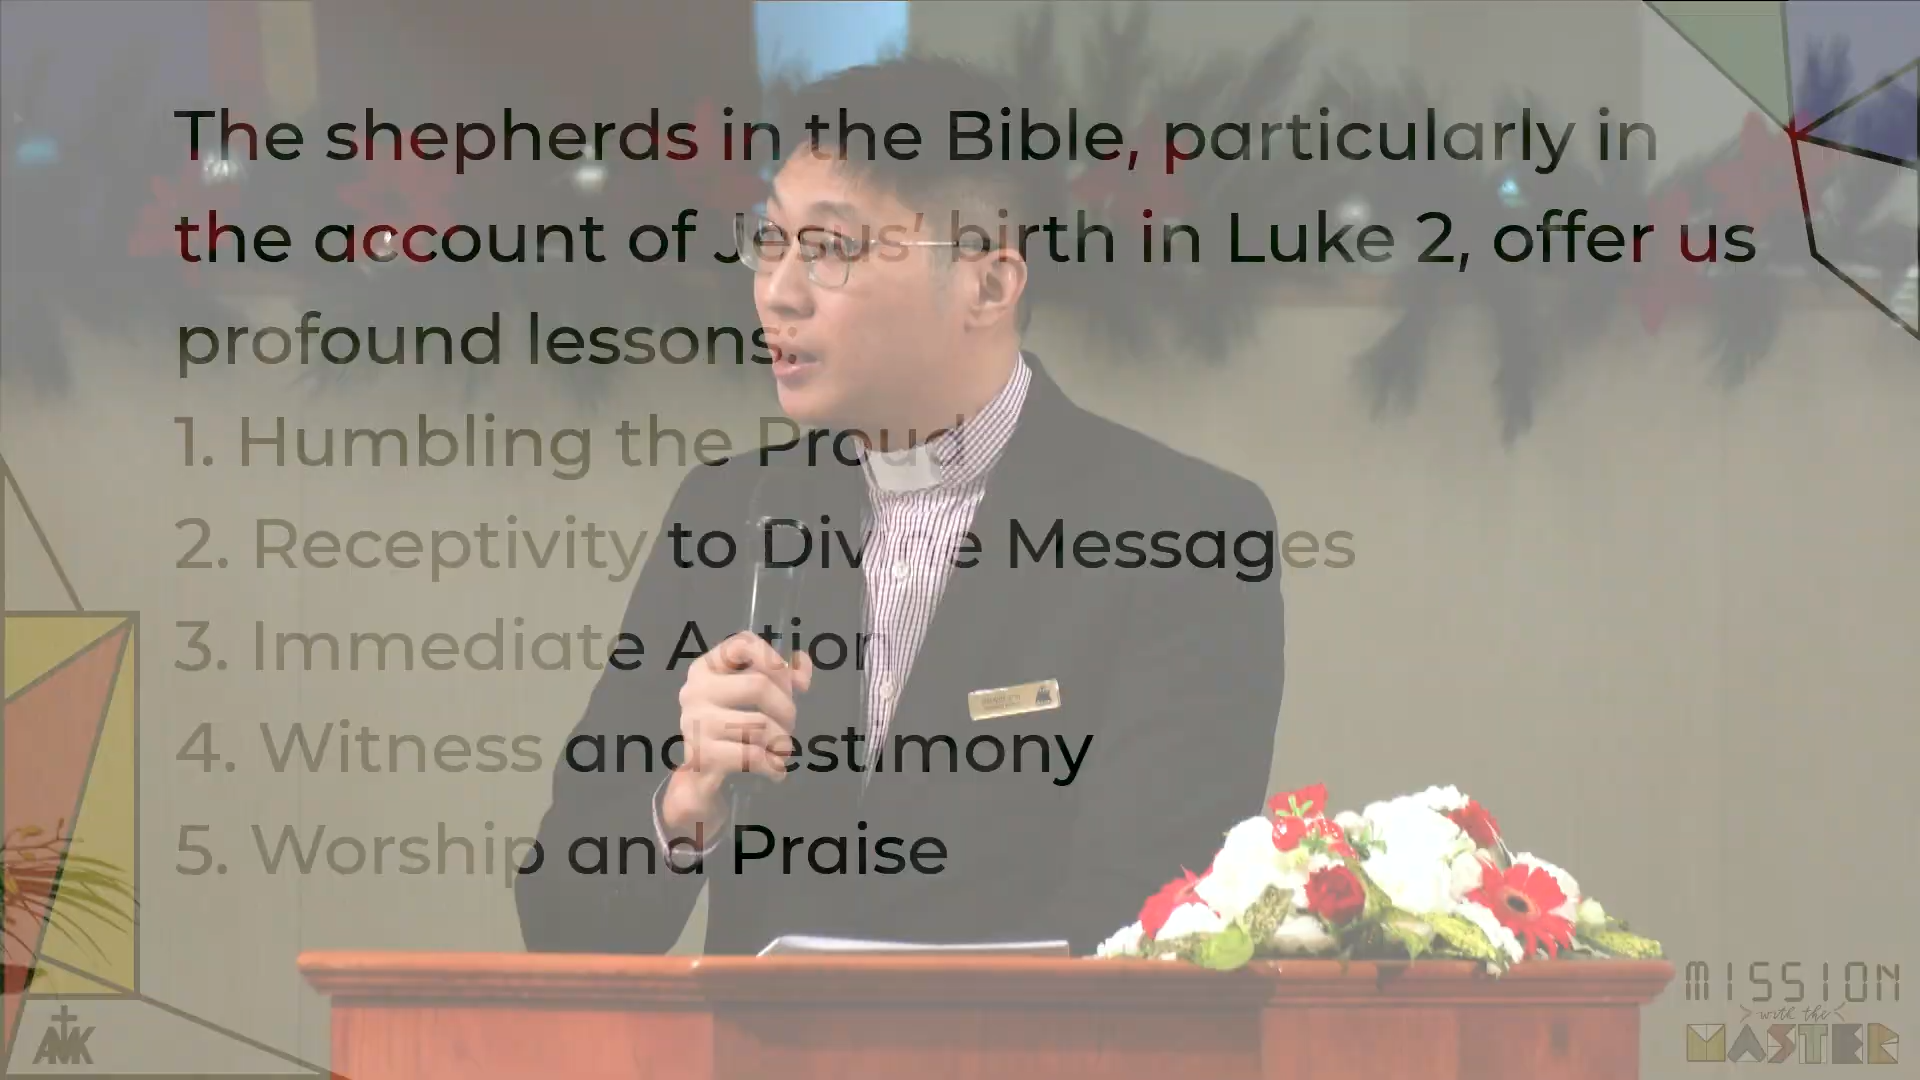 The shepherds in the Bible, particularly in
the account of Jesus' birth in Luke 2, offer us
profound lessons:
1. Humbling the Proud
2. Receptivity to Divine Messages
3. Immediate Action
4. Witness and Testimony
5. Worship and Praise
AMK
MISSION
with the
MASTER